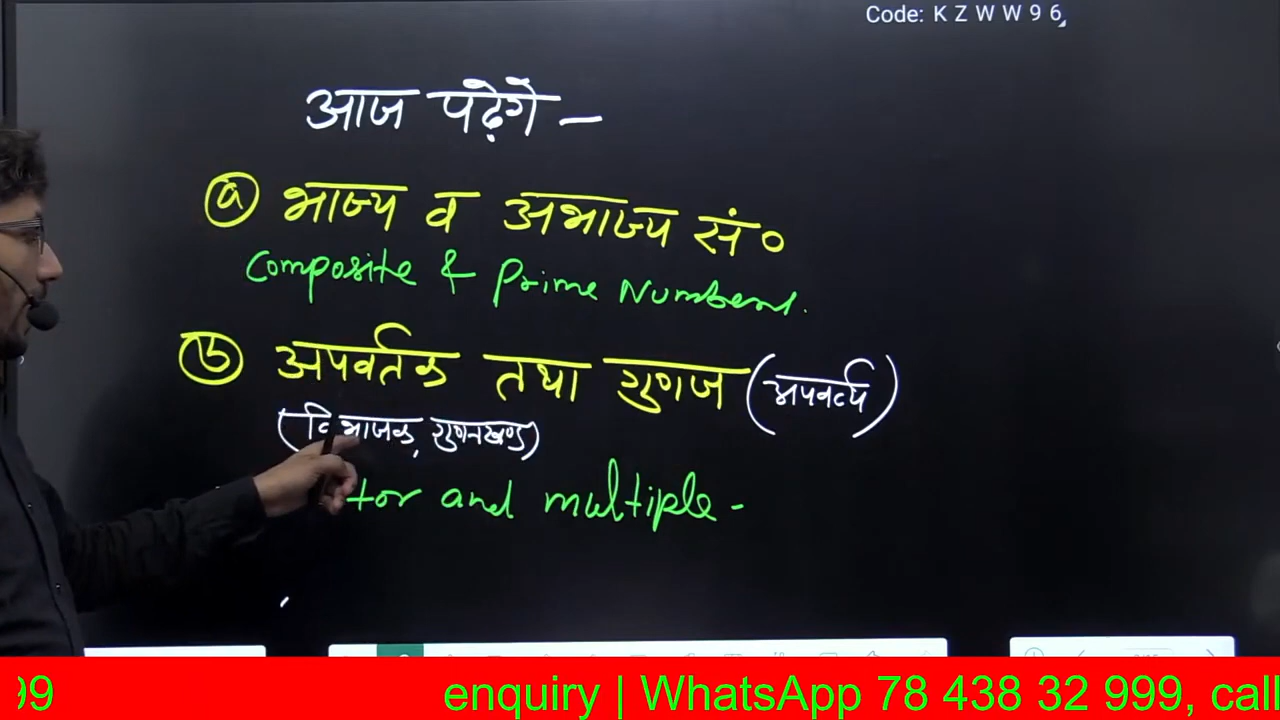 Code: K Z W W 9 6
आज पढ़ेगें –
(a) भाज्य व अभाज्य सं०
Composite & Prime Numbers.
(b) अपवर्तक तथा गुणज (अपवर्त्य)
(विभाजक, गुणनखण्ड)
tor and multiple -
99 enquiry | WhatsApp 78 438 32 999, call